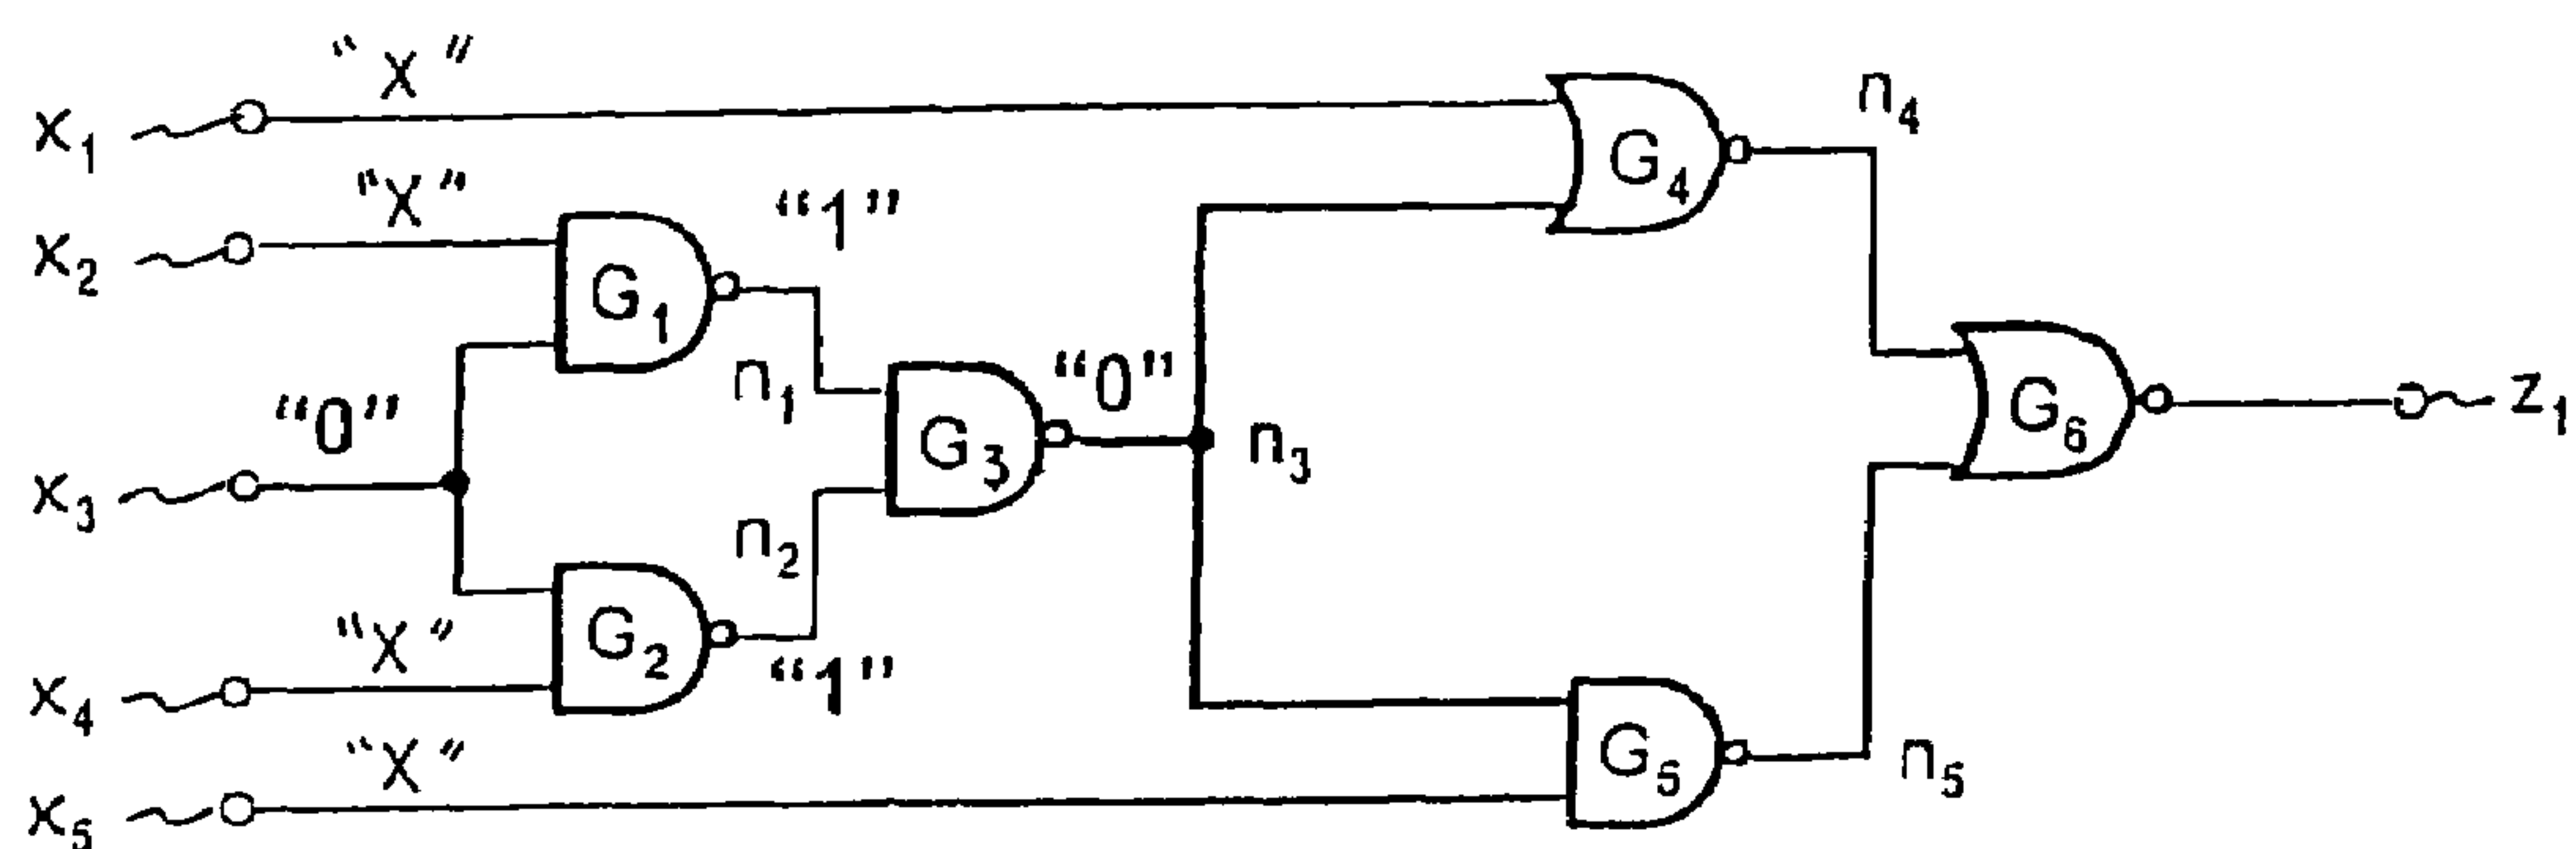 x₁ “X” G₄ n₄
x₂ “X” G₁ “1”
n₁
x₃ “0” G₃ “0” n₃ G₆ z₁
n₂
x₄ “X” G₂ “1”
x₅ “X” G₅ n₅